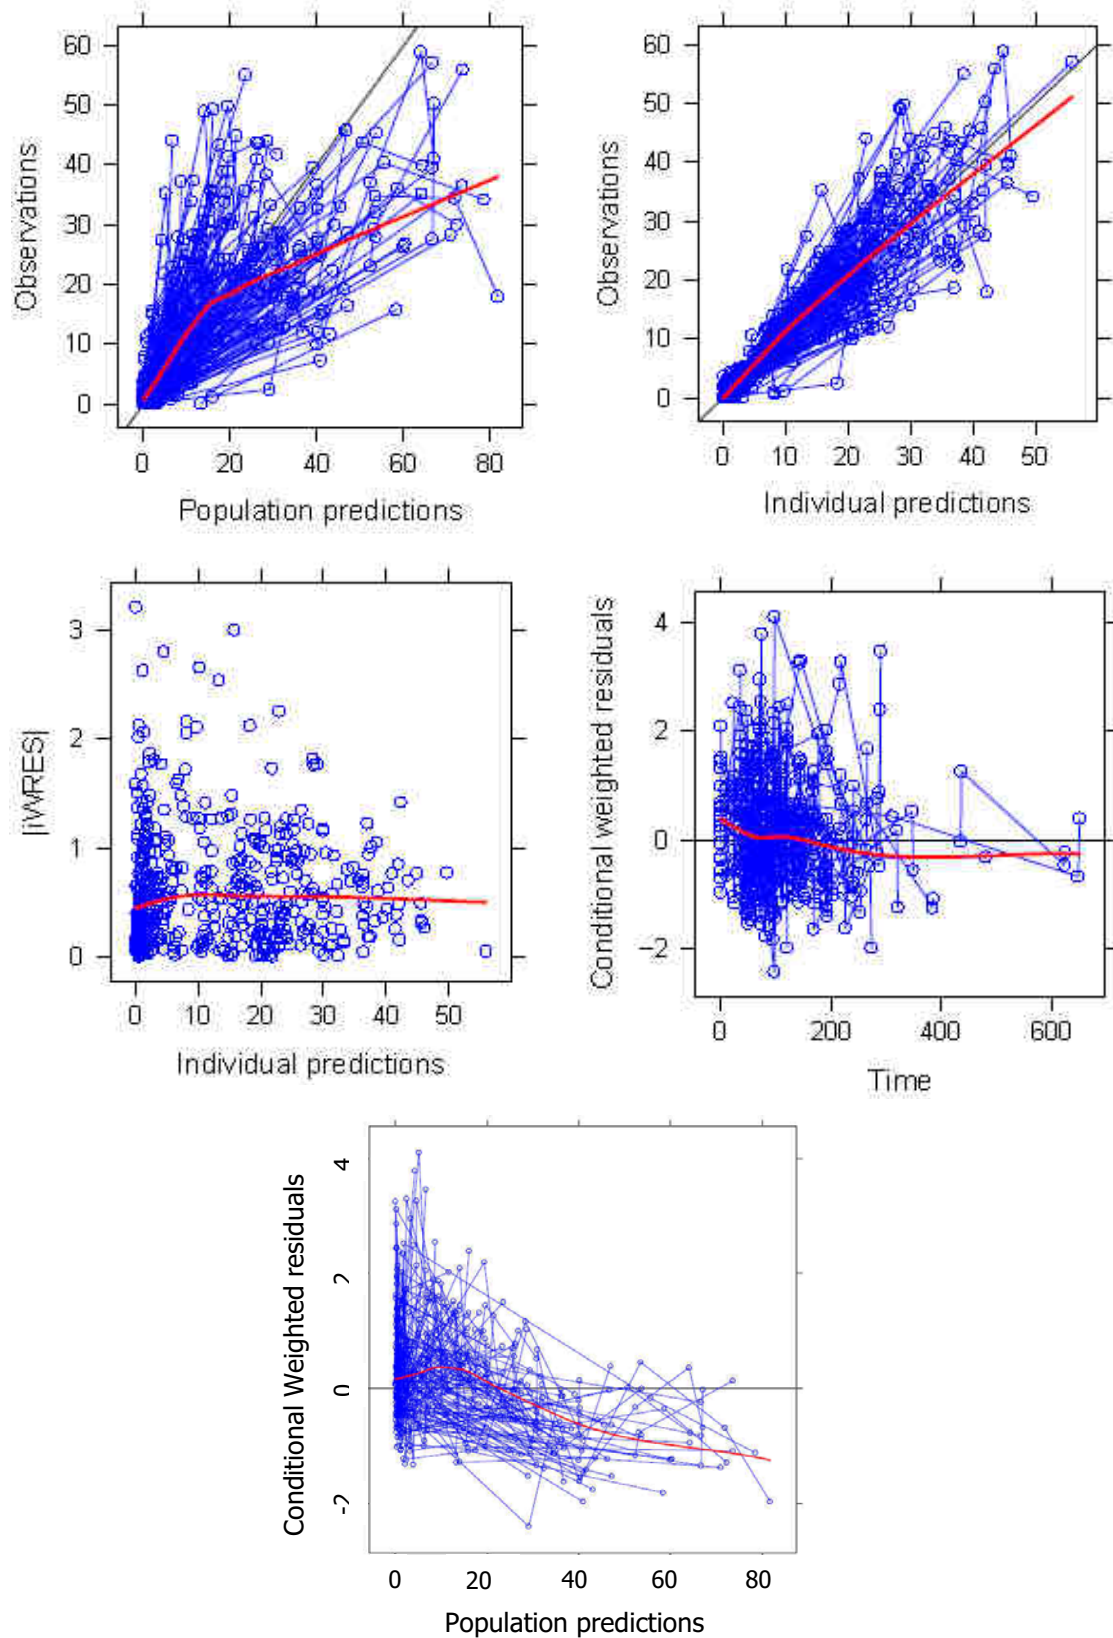 60
50
40
30
20
10
0
Observations
0 20 40 60 80
Population predictions
60
50
40
30
20
10
0
Observations
0 10 20 30 40 50
Individual predictions
3
2
1
0
|iWRES|
0 10 20 30 40 50
Individual predictions
4
2
0
−2
Conditional weighted residuals
0 200 400 600
Time
4
2
0
-2
Conditional Weighted residuals
0 20 40 60 80
Population predictions